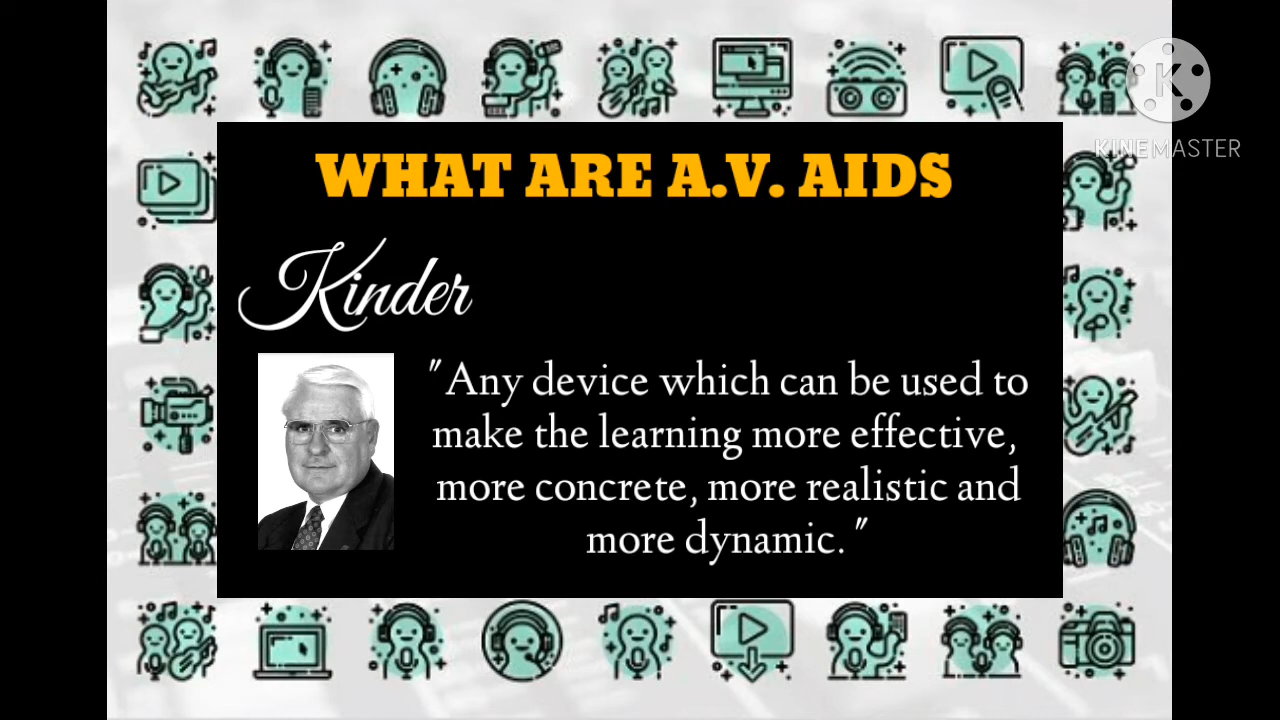 K
KINEMASTER
WHAT ARE A.V. AIDS
Kinder
"Any device which can be used to
make the learning more effective,
more concrete, more realistic and
more dynamic."